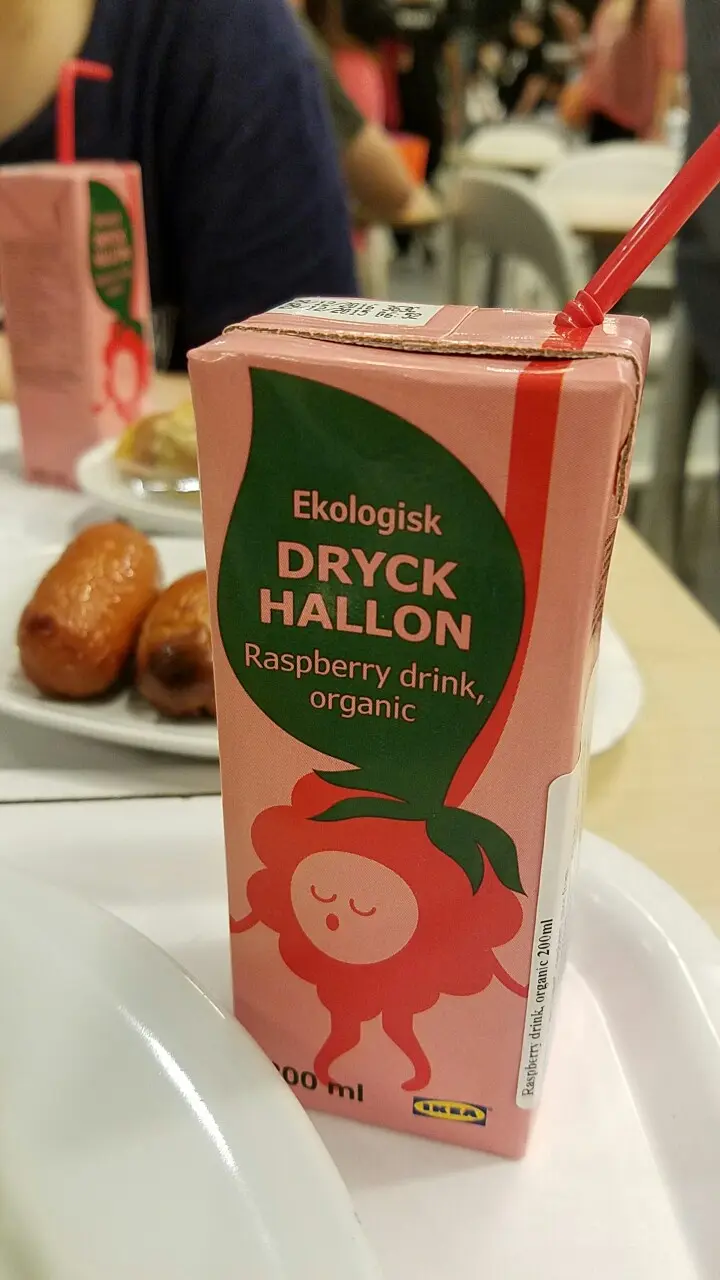 Ekologisk
DRYCK
HALLON
Raspberry drink,
organic
00 ml
IKEA
Raspberry drink, organic 200ml